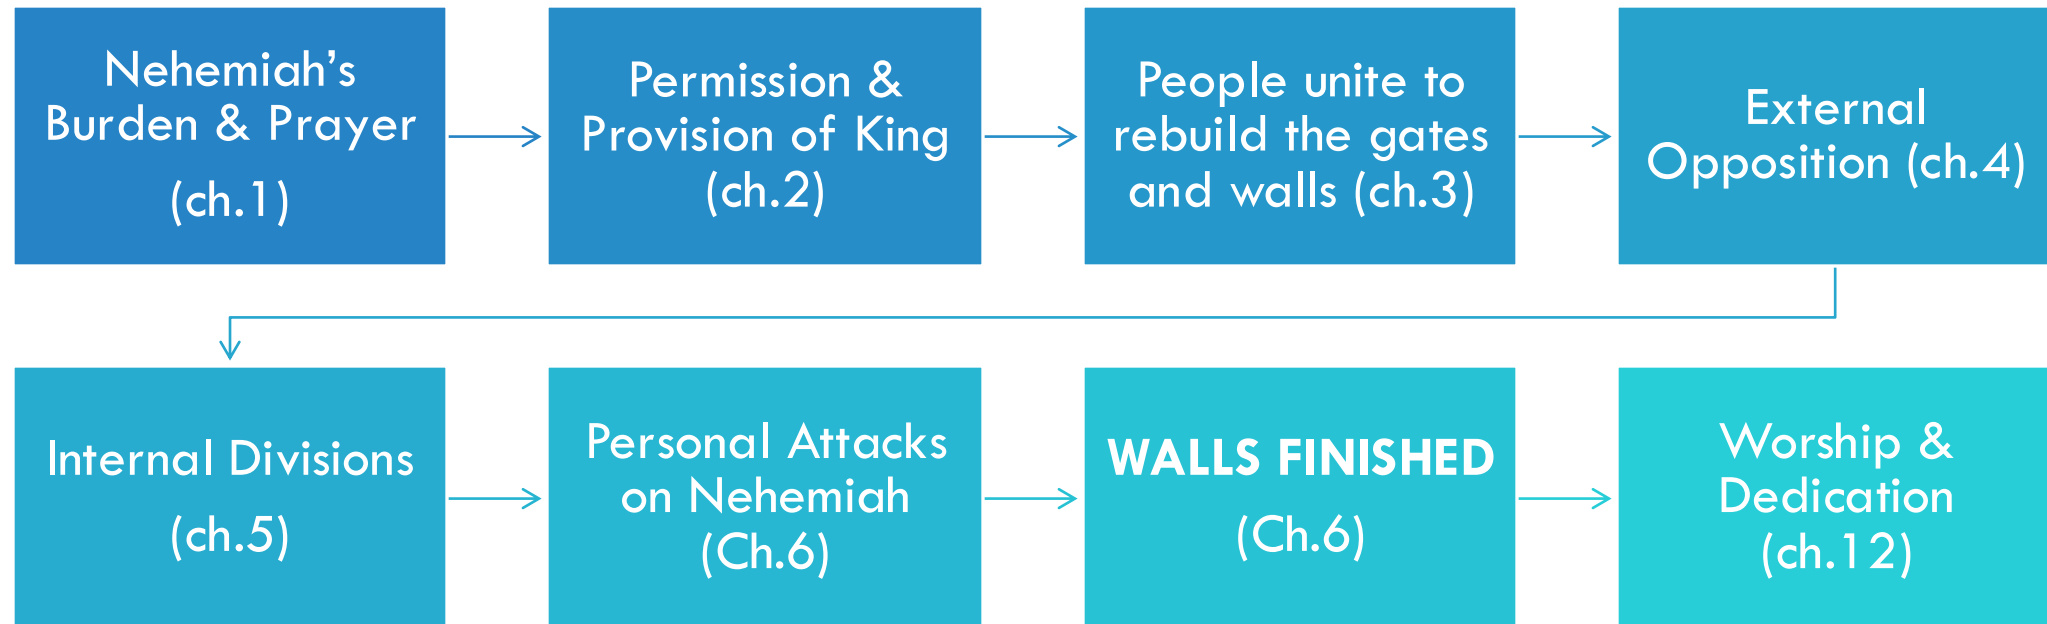 Nehemiah’s
Burden & Prayer
(ch.1)
Permission &
Provision of King
(ch.2)
People unite to
rebuild the gates
and walls (ch.3)
External
Opposition (ch.4)
Internal Divisions
(ch.5)
Personal Attacks
on Nehemiah
(Ch.6)
WALLS FINISHED
(Ch.6)
Worship &
Dedication
(ch.12)